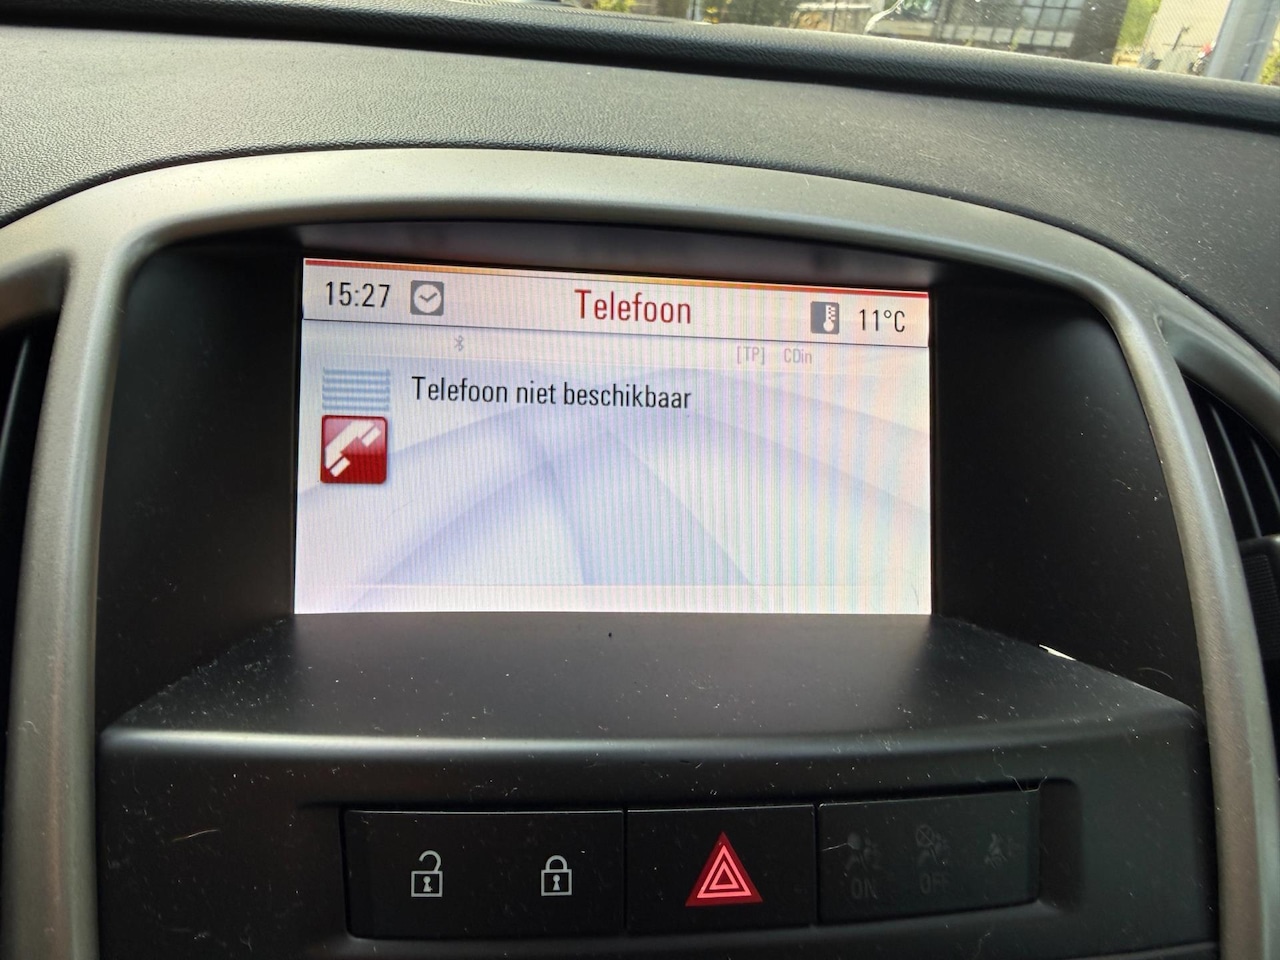 15:27 Telefoon 11°C
[TP] CDin
Telefoon niet beschikbaar
ON OFF